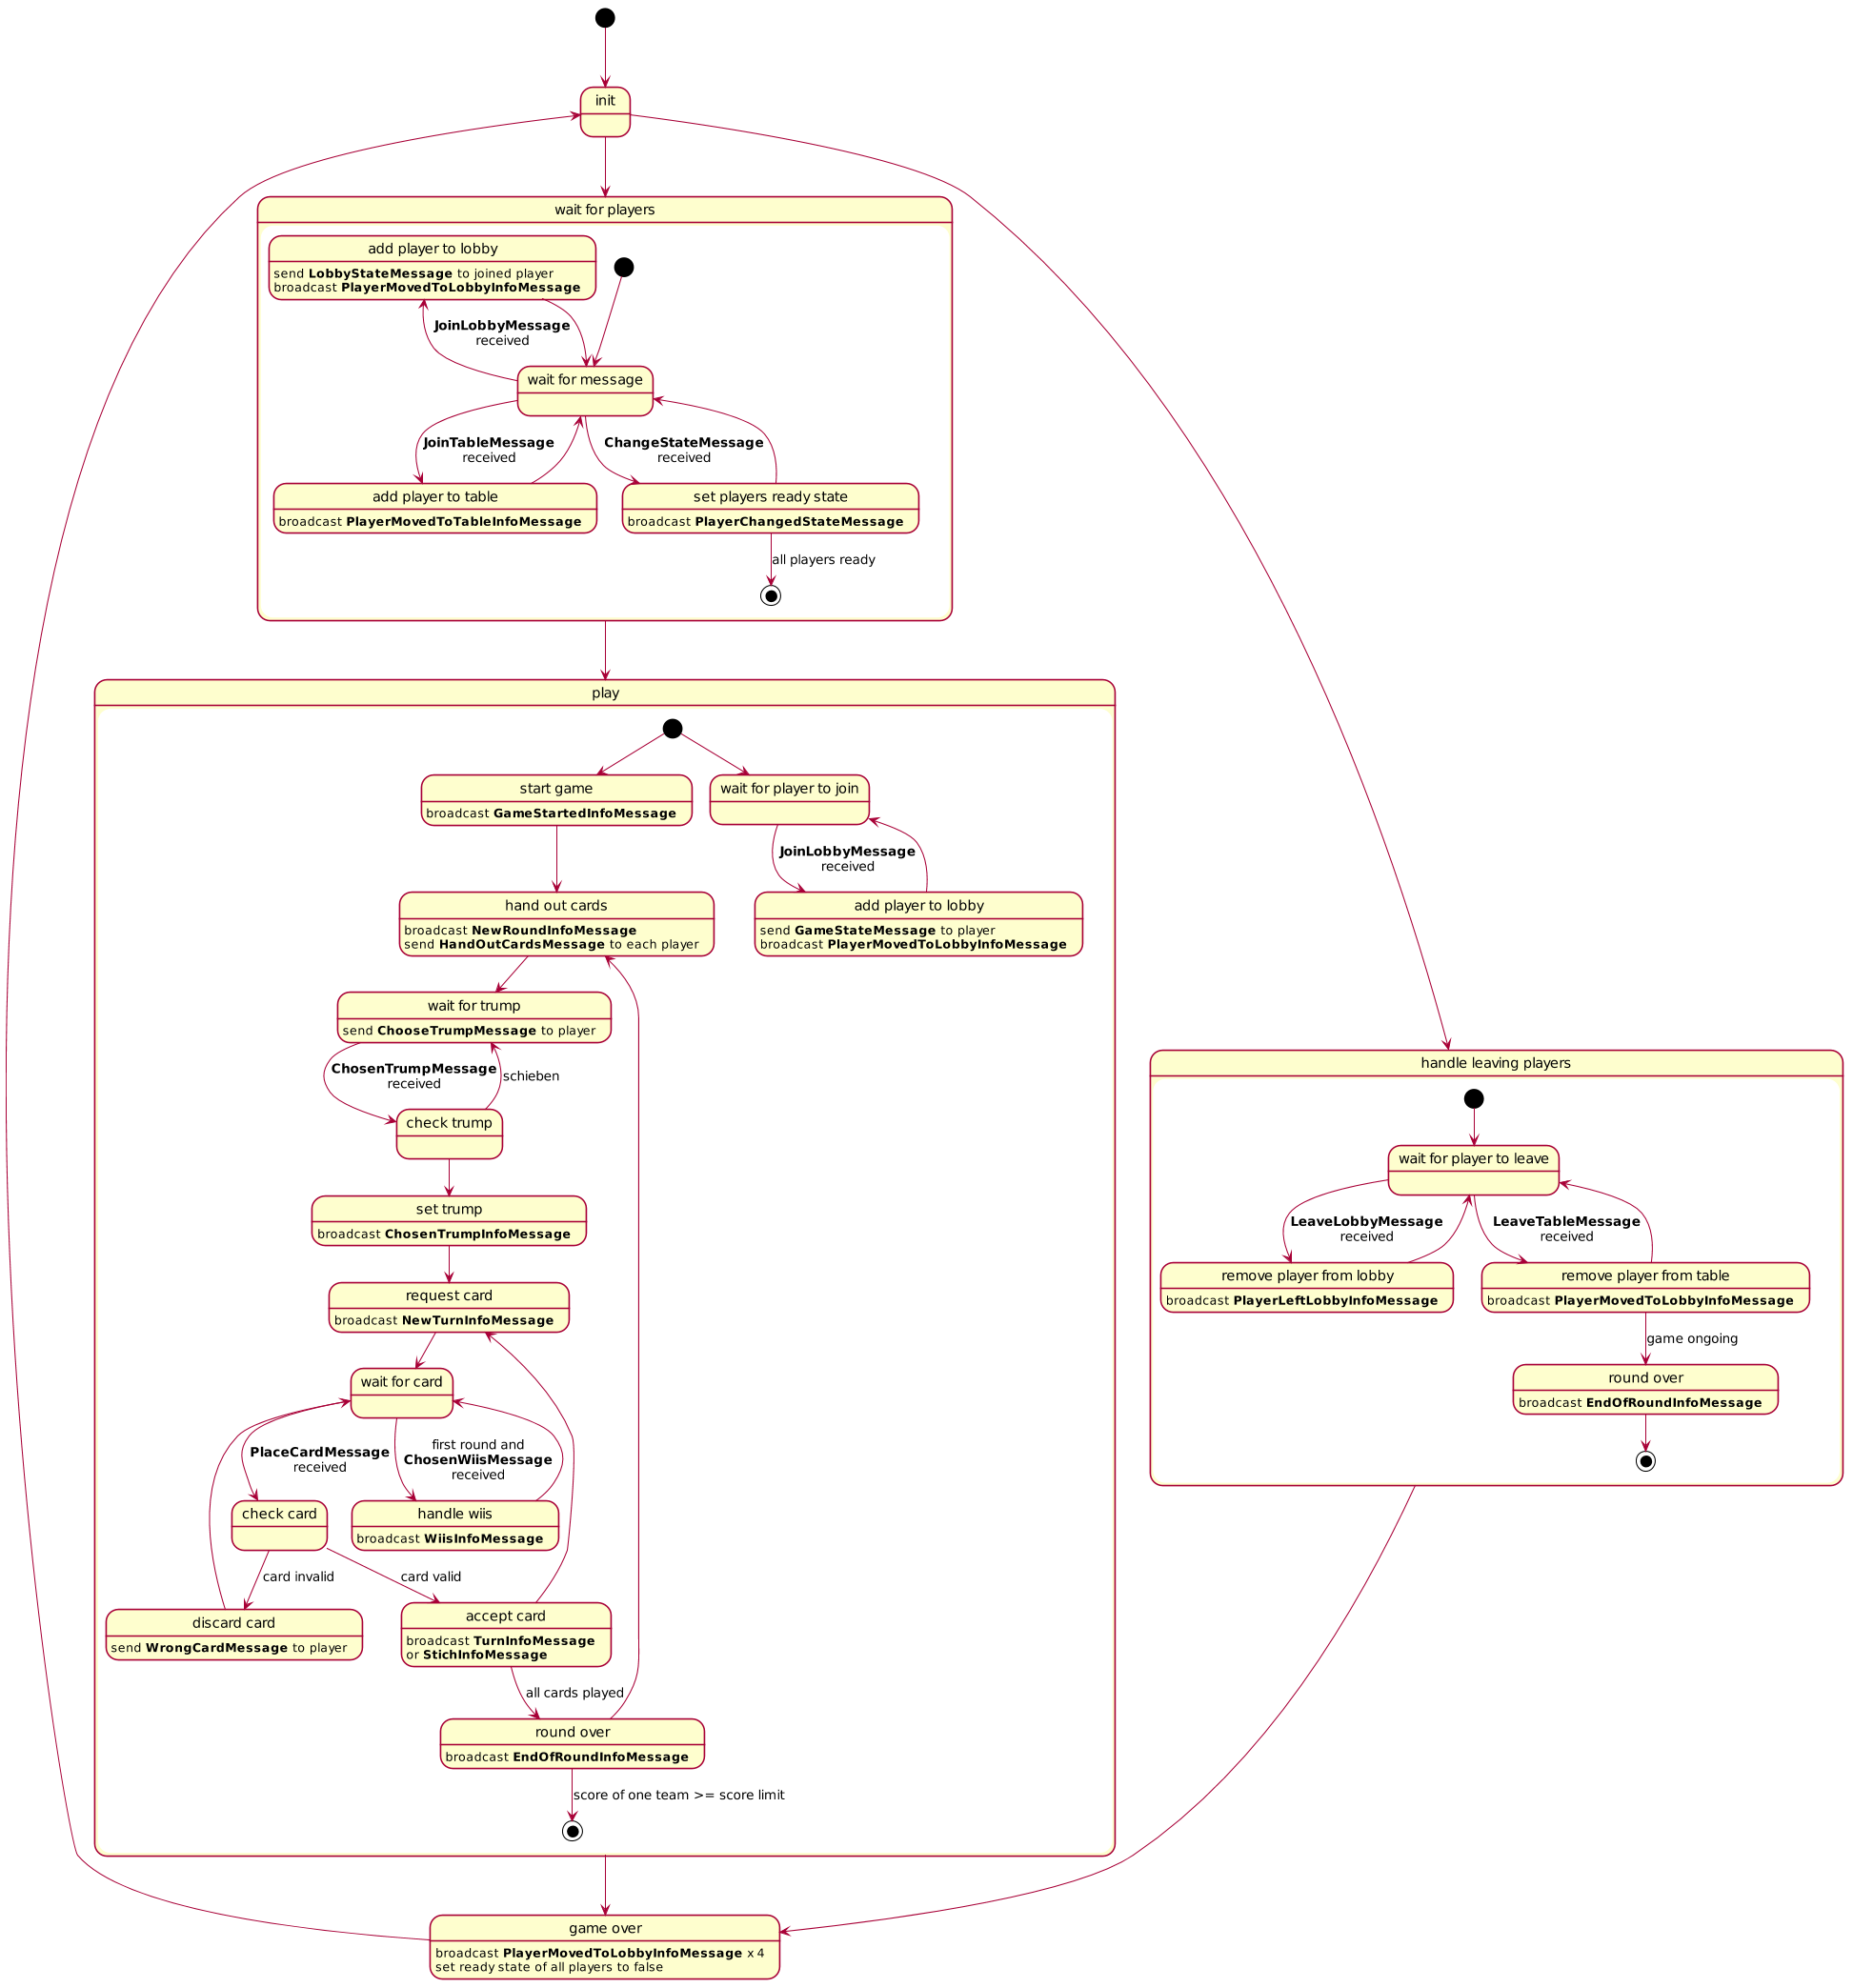 init
wait for players
add player to lobby
send LobbyStateMessage to joined player
broadcast PlayerMovedToLobbyInfoMessage
JoinLobbyMessage
received
wait for message
JoinTableMessage
received
ChangeStateMessage
received
add player to table
broadcast PlayerMovedToTableInfoMessage
set players ready state
broadcast PlayerChangedStateMessage
all players ready
play
start game
broadcast GameStartedInfoMessage
wait for player to join
JoinLobbyMessage
received
hand out cards
broadcast NewRoundInfoMessage
send HandOutCardsMessage to each player
add player to lobby
send GameStateMessage to player
broadcast PlayerMovedToLobbyInfoMessage
wait for trump
send ChooseTrumpMessage to player
ChosenTrumpMessage
received
schieben
check trump
set trump
broadcast ChosenTrumpInfoMessage
request card
broadcast NewTurnInfoMessage
wait for card
PlaceCardMessage
received
first round and
ChosenWiisMessage
received
check card
handle wiis
broadcast WiisInfoMessage
card invalid
card valid
discard card
send WrongCardMessage to player
accept card
broadcast TurnInfoMessage
or StichInfoMessage
all cards played
round over
broadcast EndOfRoundInfoMessage
score of one team >= score limit
handle leaving players
wait for player to leave
LeaveLobbyMessage
received
LeaveTableMessage
received
remove player from lobby
broadcast PlayerLeftLobbyInfoMessage
remove player from table
broadcast PlayerMovedToLobbyInfoMessage
game ongoing
round over
broadcast EndOfRoundInfoMessage
game over
broadcast PlayerMovedToLobbyInfoMessage x 4
set ready state of all players to false